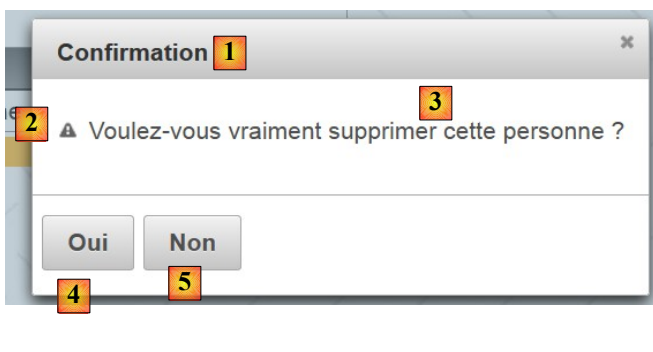 Confirmation 1
3
2 Voulez-vous vraiment supprimer cette personne ?
Oui Non
4 5